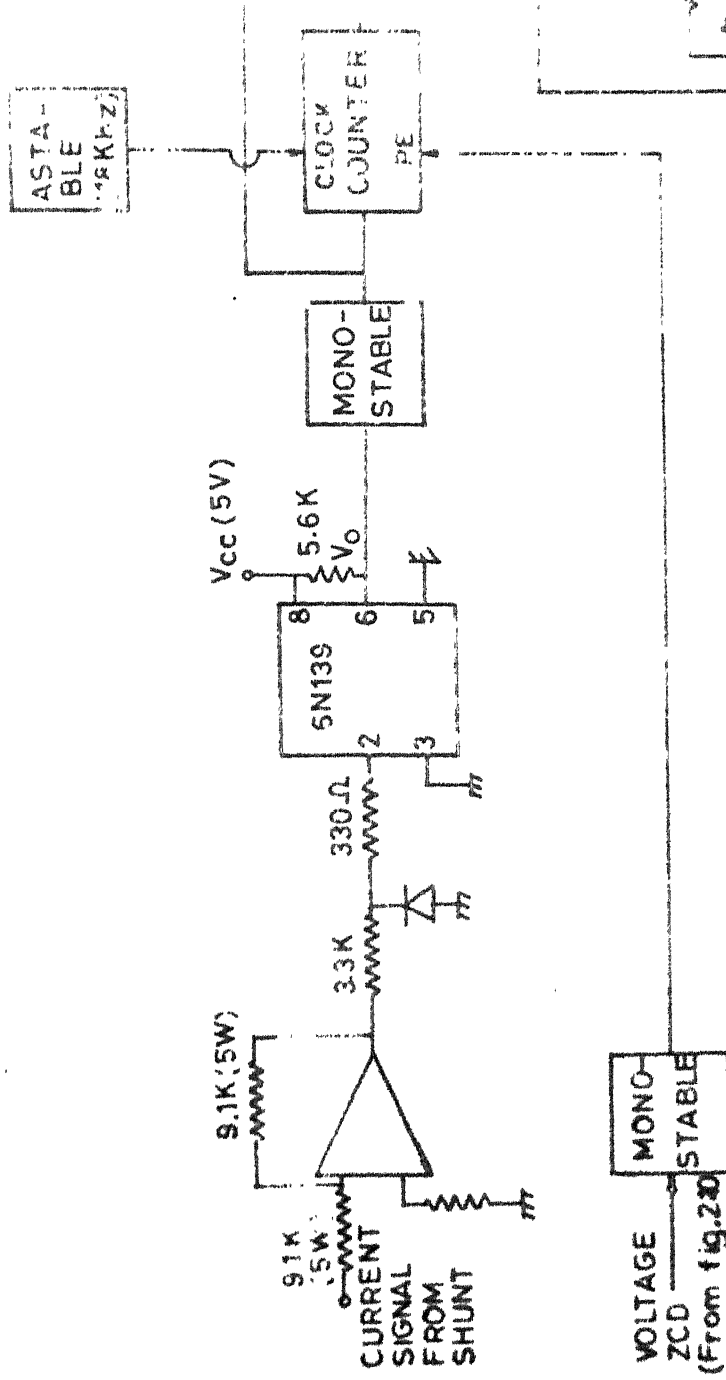 ASTA-
BLE
CLOCK
COUNTER
PE
MONO-
STABLE
Vcc (5V)
5.6K
Vo
8
6
5
2
3
6N139
330Ω
3.3K
9.1K (5W)
9.1K
(5W)
CURRENT
SIGNAL
FROM
SHUNT
MONO-
STABLE
VOLTAGE
ZCD
(From fig.